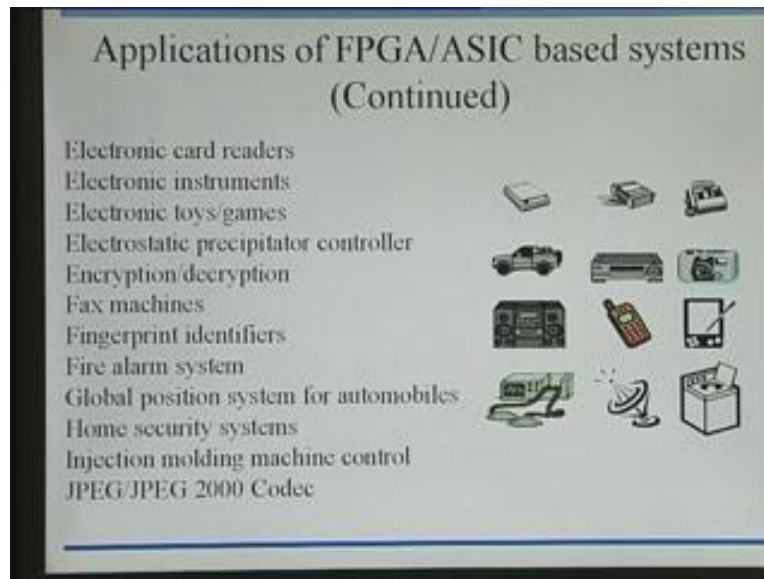 Applications of FPGA/ASIC based systems
(Continued)
Electronic card readers
Electronic instruments
Electronic toys/games
Electrostatic precipitator controller
Encryption/decryption
Fax machines
Fingerprint identifiers
Fire alarm system
Global position system for automobiles
Home security systems
Injection molding machine control
JPEG/JPEG 2000 Codec